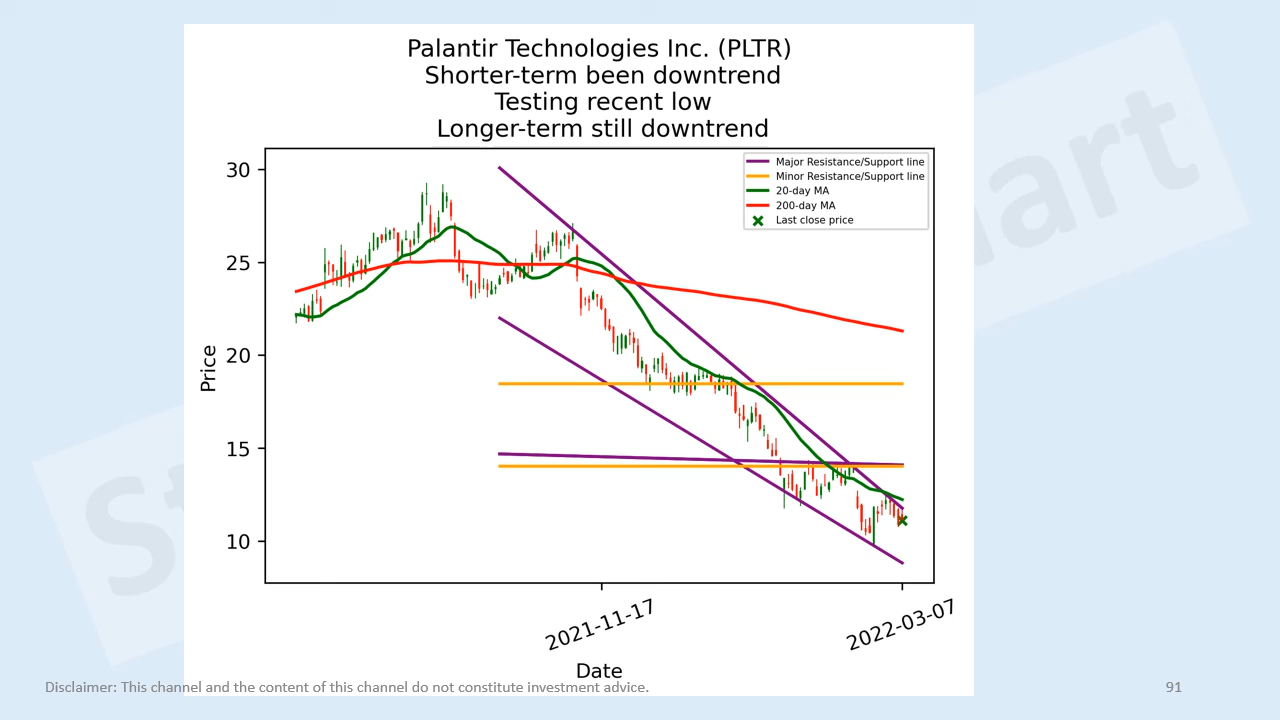 Palantir Technologies Inc. (PLTR)
Shorter-term been downtrend
Testing recent low
Longer-term still downtrend
Major Resistance/Support line
Minor Resistance/Support line
20-day MA
200-day MA
Last close price
30
25
20
15
10
Price
2021-11-17
2022-03-07
Date
Disclaimer: This channel and the content of this channel do not constitute investment advice.
91